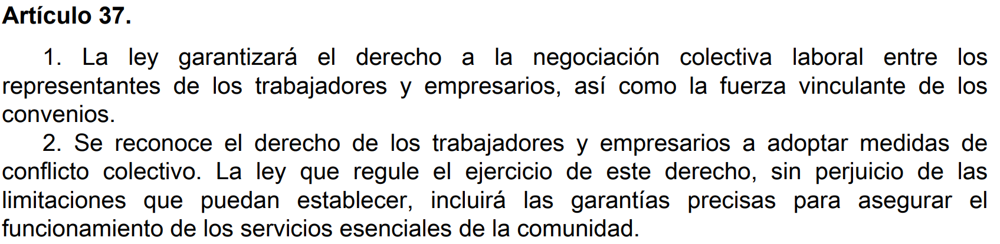 Artículo 37.
1. La ley garantizará el derecho a la negociación colectiva laboral entre los
representantes de los trabajadores y empresarios, así como la fuerza vinculante de los
convenios.
2. Se reconoce el derecho de los trabajadores y empresarios a adoptar medidas de
conflicto colectivo. La ley que regule el ejercicio de este derecho, sin perjuicio de las
limitaciones que puedan establecer, incluirá las garantías precisas para asegurar el
funcionamiento de los servicios esenciales de la comunidad.